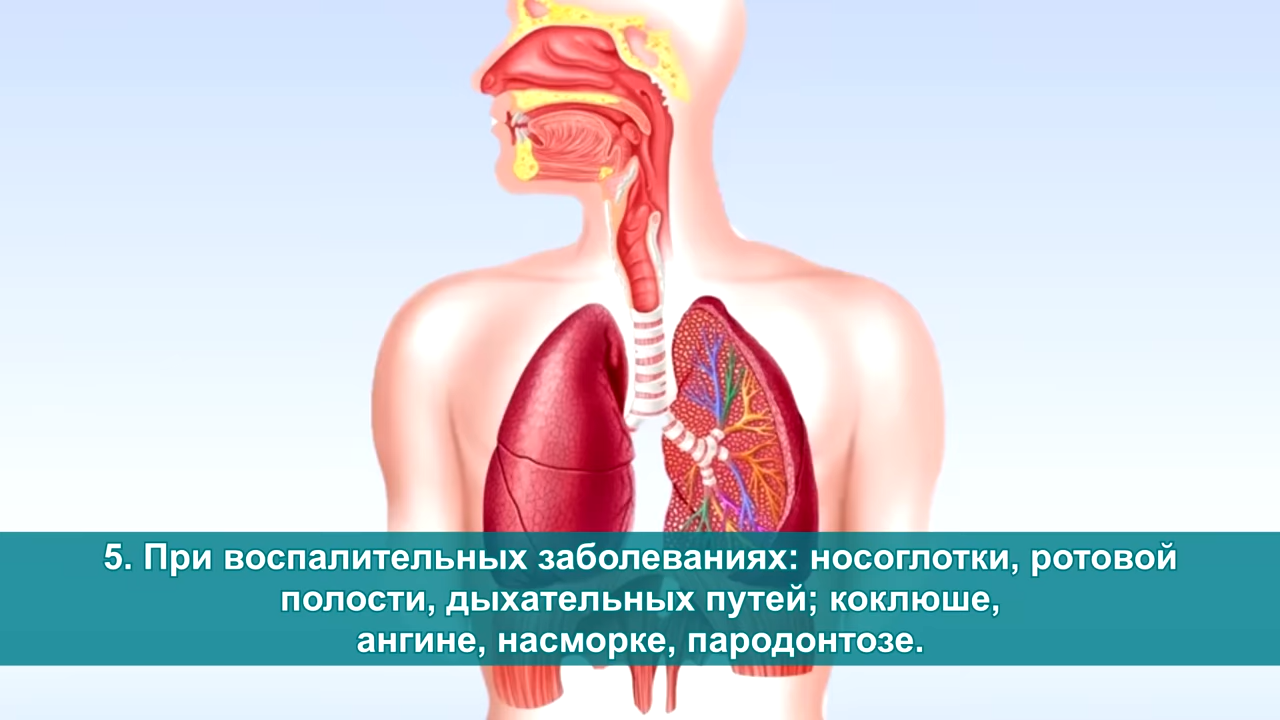 5. При воспалительных заболеваниях: носоглотки, ротовой
полости, дыхательных путей; коклюше,
ангине, насморке, пародонтозе.